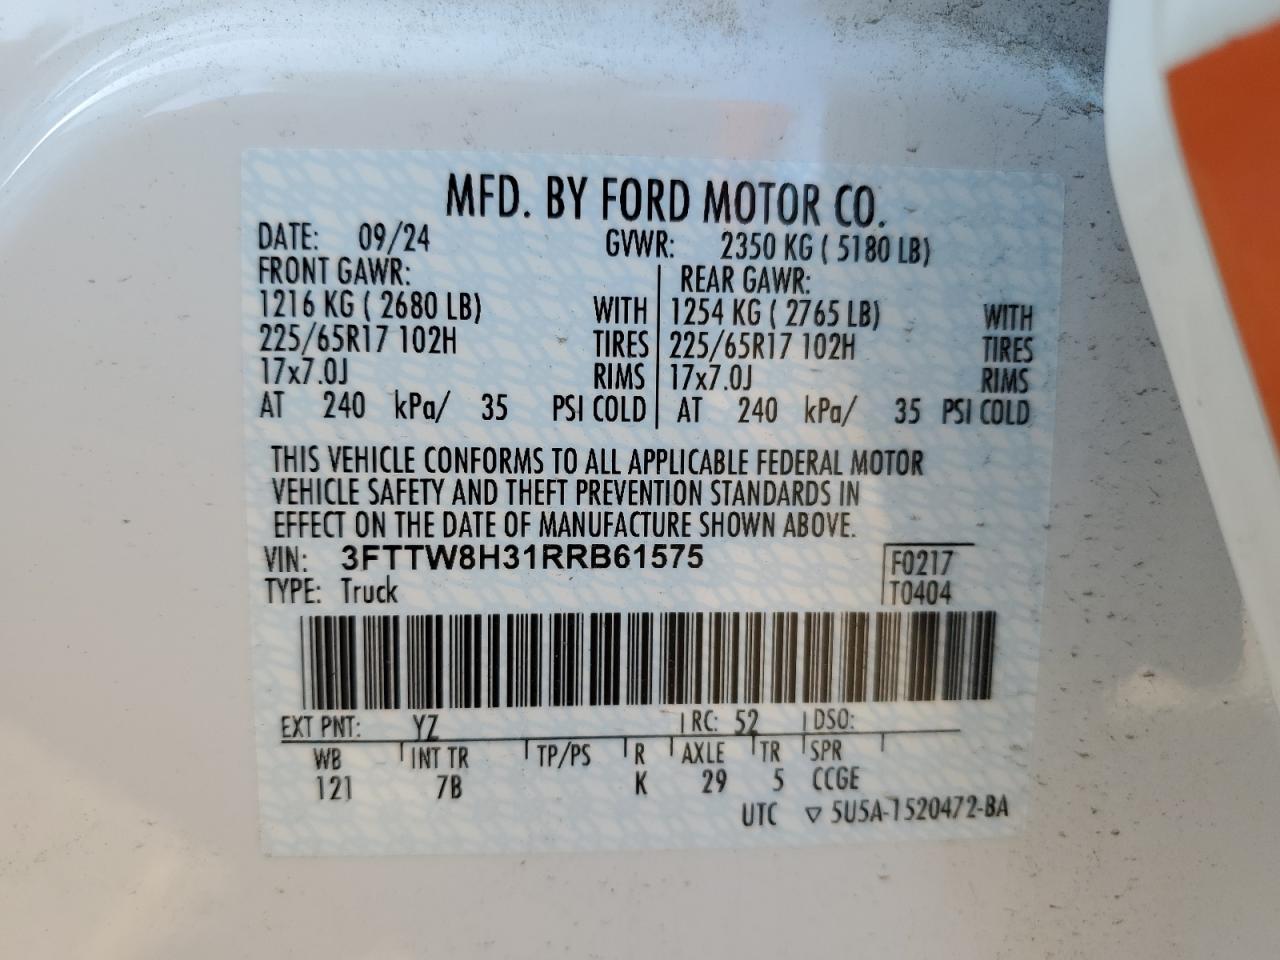 MFD. BY FORD MOTOR CO.
DATE: 09/24 GVWR: 2350 KG ( 5180 LB)
FRONT GAWR: REAR GAWR:
1216 KG ( 2680 LB) WITH 1254 KG ( 2765 LB) WITH
225/65R17 102H TIRES 225/65R17 102H TIRES
17x7.0J RIMS 17x7.0J RIMS
AT 240 kPa/ 35 PSI COLD AT 240 kPa/ 35 PSI COLD
THIS VEHICLE CONFORMS TO ALL APPLICABLE FEDERAL MOTOR
VEHICLE SAFETY AND THEFT PREVENTION STANDARDS IN
EFFECT ON THE DATE OF MANUFACTURE SHOWN ABOVE.
VIN: 3FTTW8H31RRB61575 F0217
TYPE: Truck T0404
EXT PNT: YZ RC: 52 DSO:
WB INT TR TP/PS R AXLE TR SPR
121 7B K 29 5 CCGE
UTC ▽ 5U5A-1520472-BA